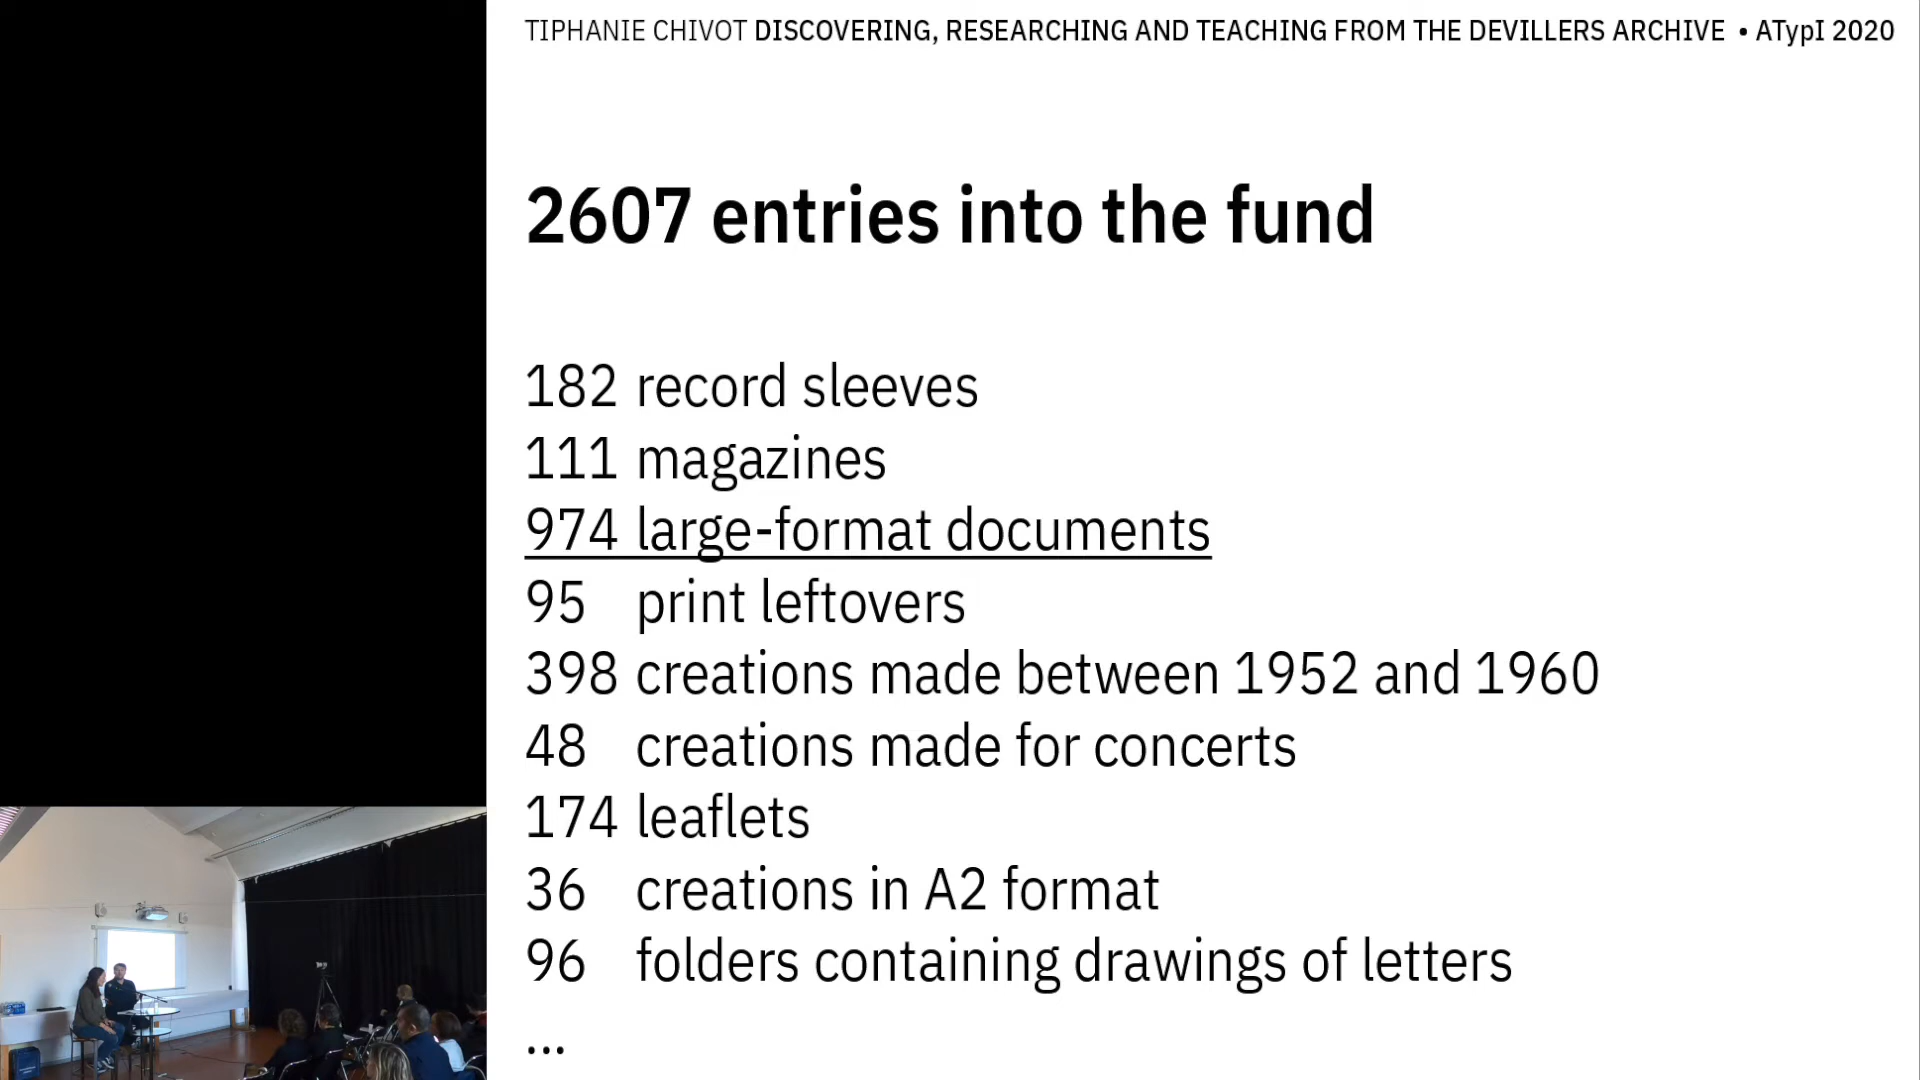 TIPHANIE CHIVOT DISCOVERING, RESEARCHING AND TEACHING FROM THE DEVILLERS ARCHIVE • ATypI 2020
2607 entries into the fund
182 record sleeves
111 magazines
974 large-format documents
95 print leftovers
398 creations made between 1952 and 1960
48 creations made for concerts
174 leaflets
36 creations in A2 format
96 folders containing drawings of letters
...